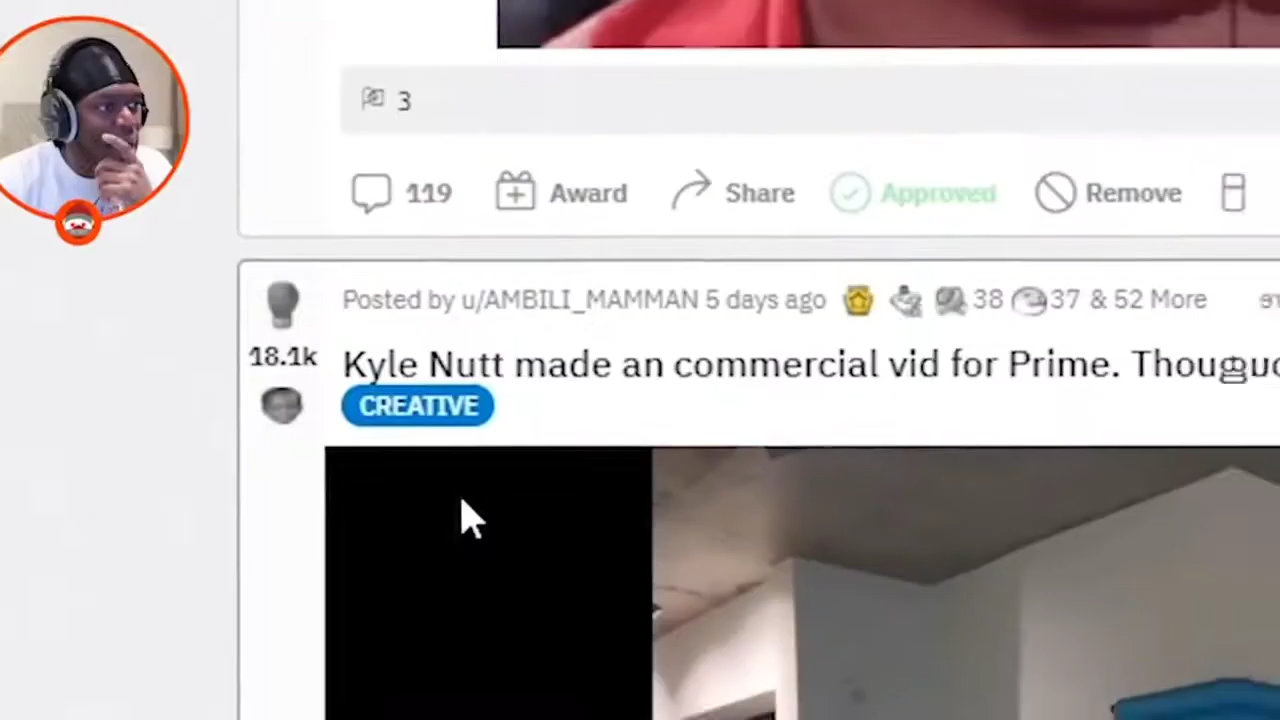 3
119 Award Share Approved Remove
Posted by u/AMBILI_MAMMAN 5 days ago 38 37 & 52 More
18.1k
Kyle Nutt made an commercial vid for Prime.
CREATIVE